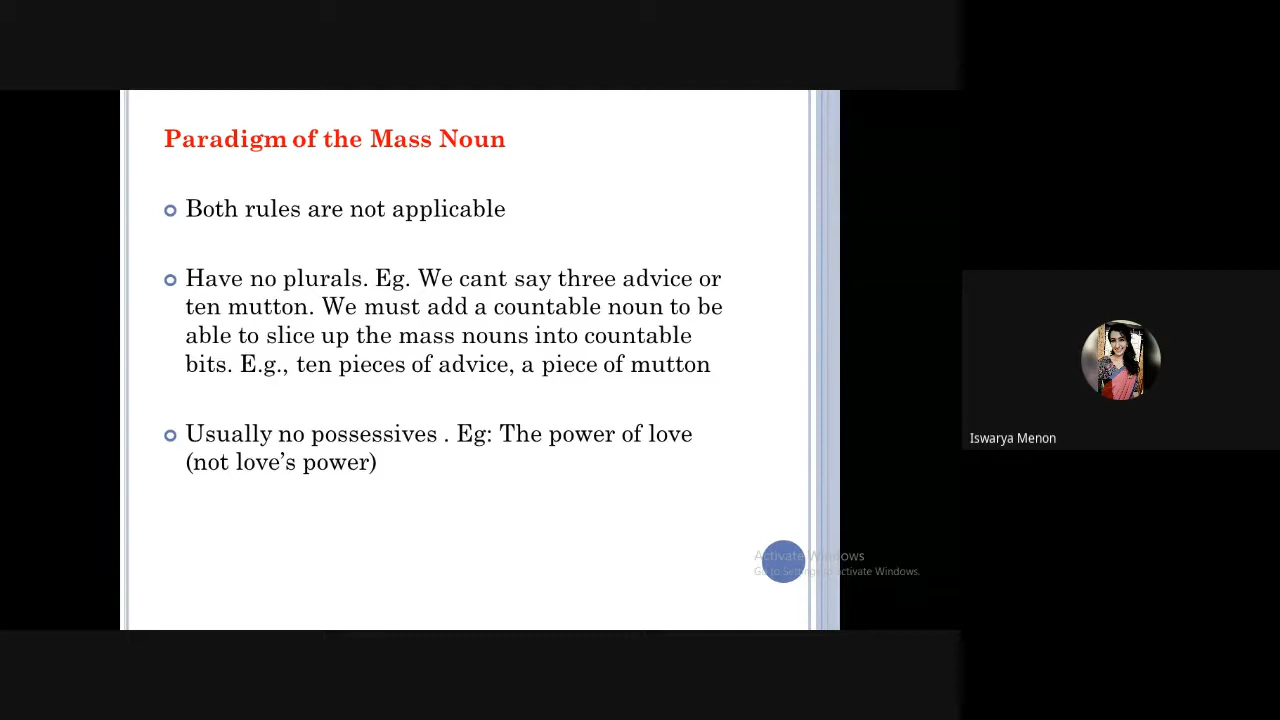 Paradigm of the Mass Noun
Both rules are not applicable
Have no plurals. Eg. We cant say three advice or
ten mutton. We must add a countable noun to be
able to slice up the mass nouns into countable
bits. E.g., ten pieces of advice, a piece of mutton
Usually no possessives . Eg: The power of love
(not love’s power)
Activate Windows
Go to Settings to activate Windows.
Iswarya Menon